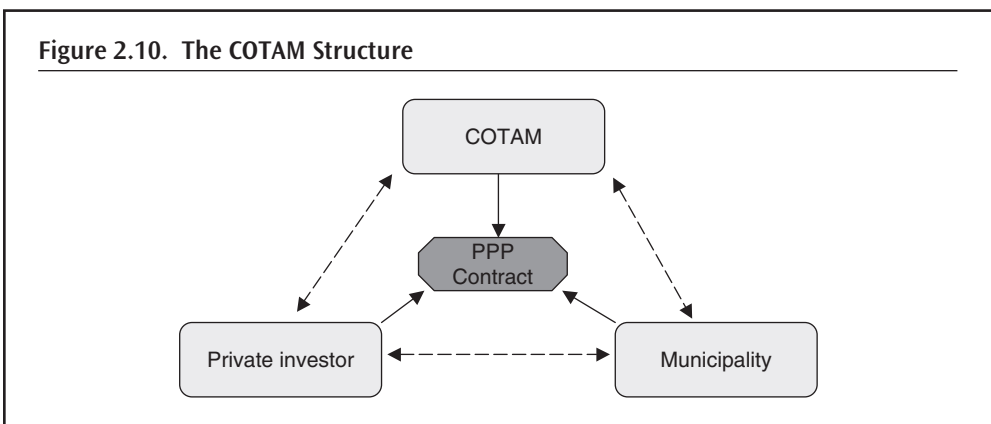 Figure 2.10. The COTAM Structure
COTAM
PPP
Contract
Private investor
Municipality